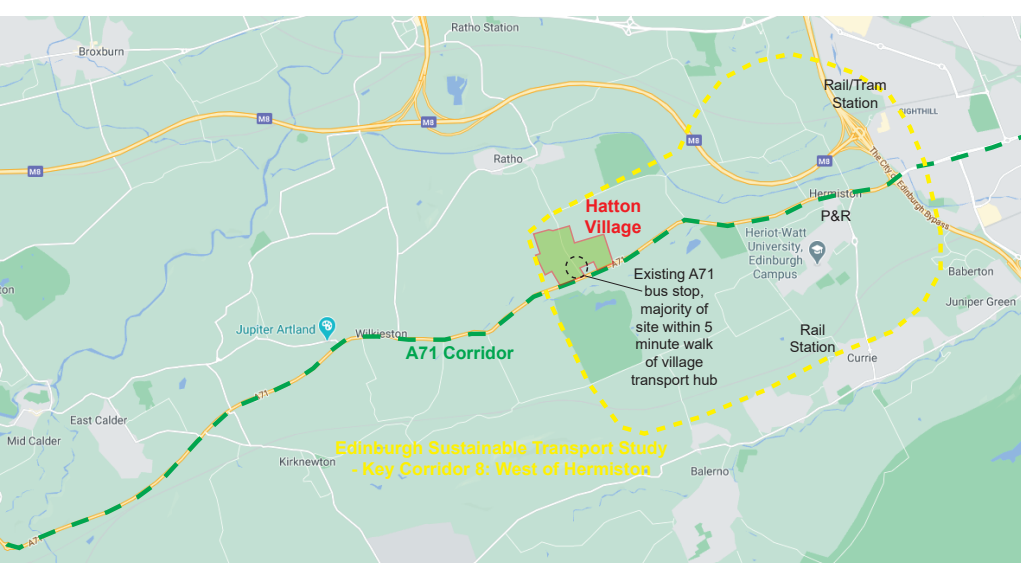 Ratho Station
Broxburn
Rail/Tram
Station
SIGHTHILL
M8
M8
M8
M8
M8
Ratho
The City of Edinburgh Bypass
Hermiston
P&R
Hatton
Village
Heriot-Watt
University,
Edinburgh
Campus
A71
Existing A71
bus stop,
majority of
site within 5
minute walk
of village
transport hub
Baberton
Juniper Green
ton
Jupiter Artland
Wilkieston
A71 Corridor
Rail
Station
Currie
A71
East Calder
Mid Calder
Kirknewton
Edinburgh Sustainable Transport Study
- Key Corridor 8: West of Hermiston
Balerno
A71